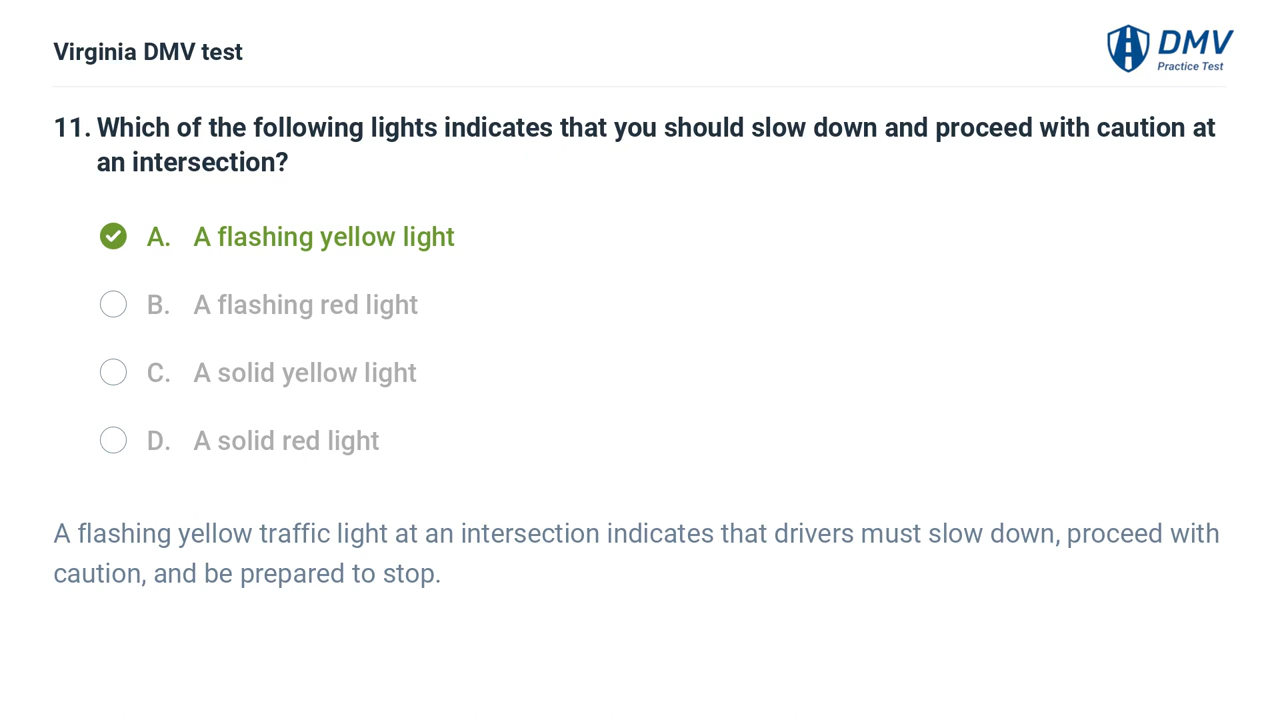 Virginia DMV test
DMV
Practice Test
11. Which of the following lights indicates that you should slow down and proceed with caution at
an intersection?
A. A flashing yellow light
B. A flashing red light
C. A solid yellow light
D. A solid red light
A flashing yellow traffic light at an intersection indicates that drivers must slow down, proceed with
caution, and be prepared to stop.